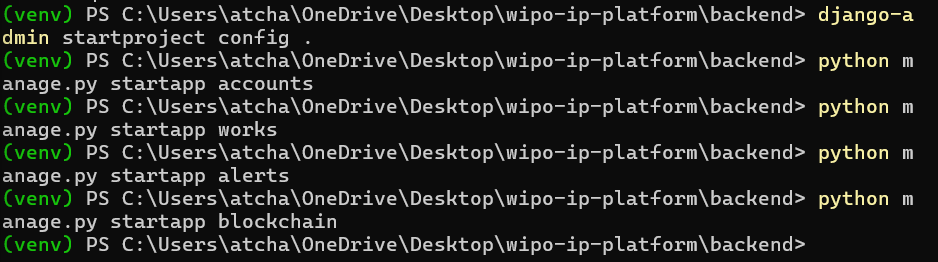 (venv) PS C:\Users\atcha\OneDrive\Desktop\wipo-ip-platform\backend> django-a
dmin startproject config .
(venv) PS C:\Users\atcha\OneDrive\Desktop\wipo-ip-platform\backend> python m
anage.py startapp accounts
(venv) PS C:\Users\atcha\OneDrive\Desktop\wipo-ip-platform\backend> python m
anage.py startapp works
(venv) PS C:\Users\atcha\OneDrive\Desktop\wipo-ip-platform\backend> python m
anage.py startapp alerts
(venv) PS C:\Users\atcha\OneDrive\Desktop\wipo-ip-platform\backend> python m
anage.py startapp blockchain
(venv) PS C:\Users\atcha\OneDrive\Desktop\wipo-ip-platform\backend>